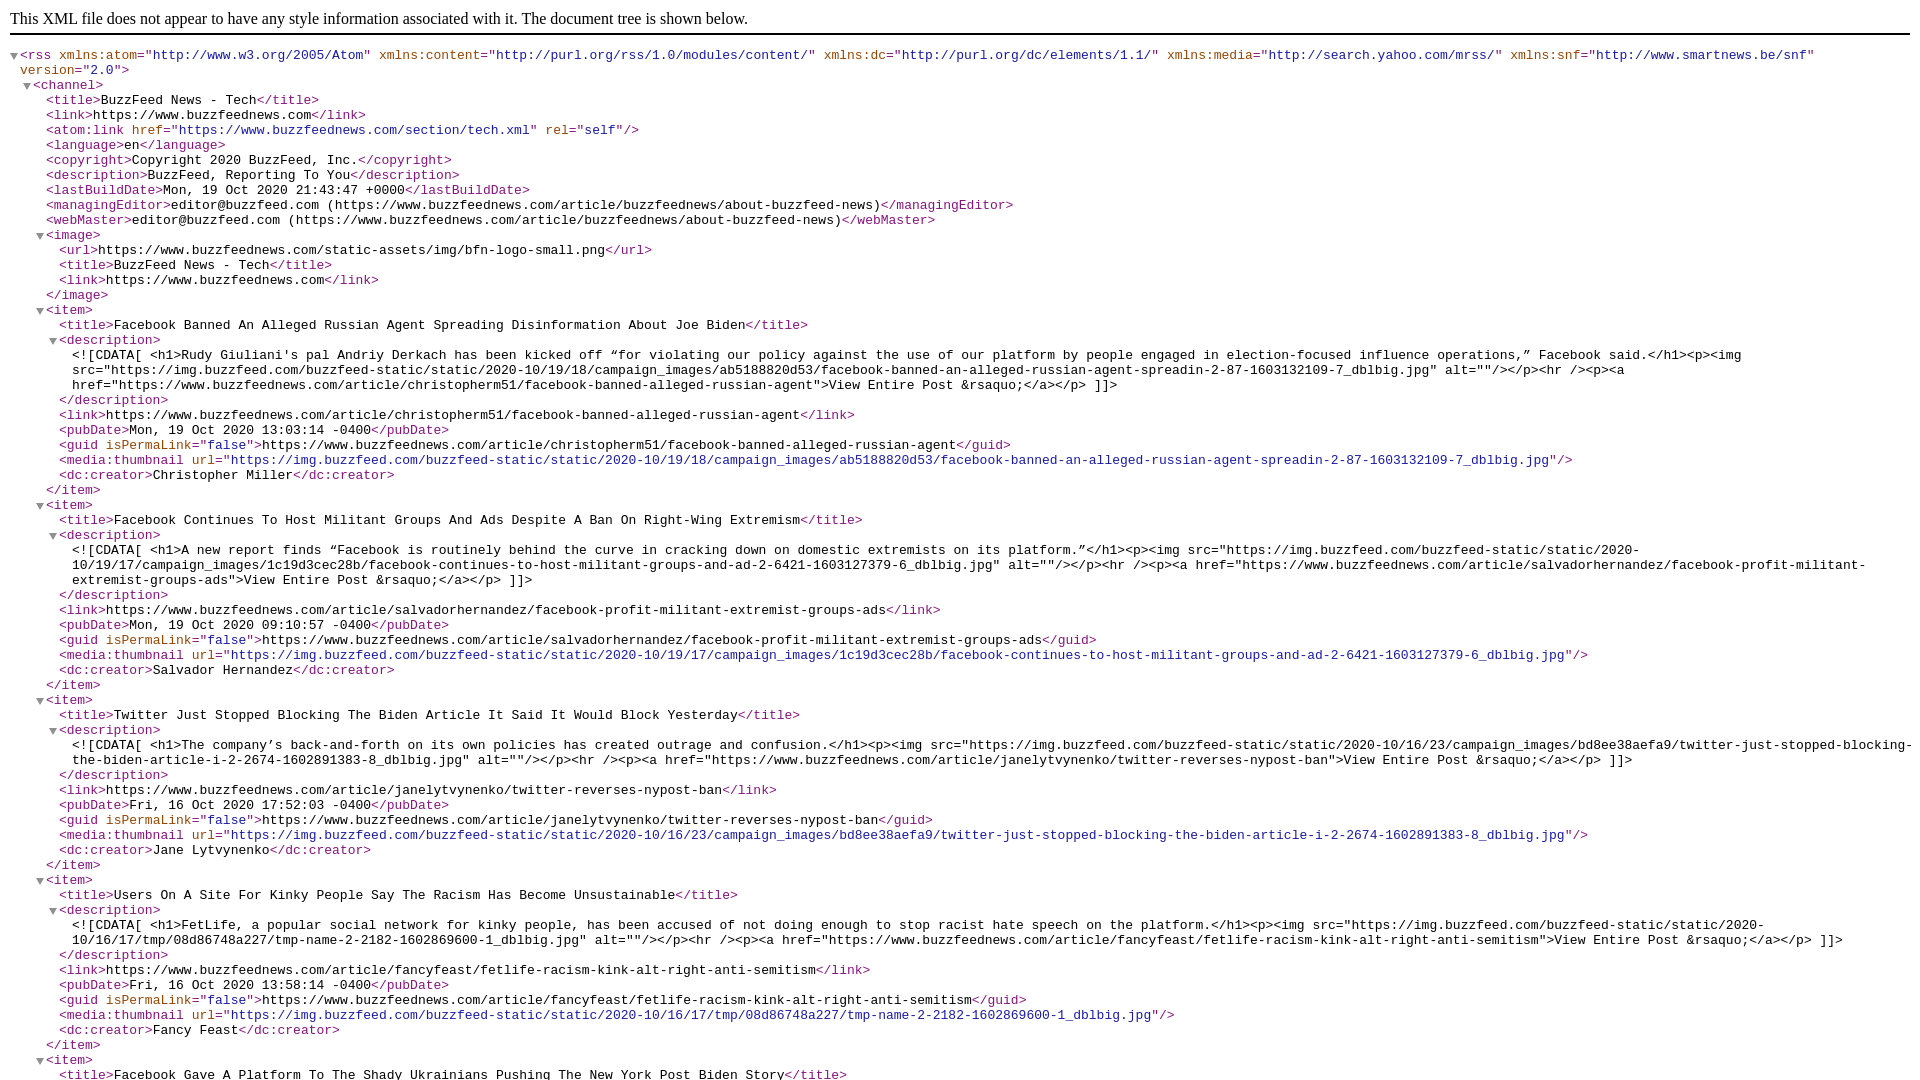 This XML file does not appear to have any style information associated with it. The document tree is shown below.
<rss xmlns:atom="http://www.w3.org/2005/Atom" xmlns:content="http://purl.org/rss/1.0/modules/content/" xmlns:dc="http://purl.org/dc/elements/1.1/" xmlns:media="http://search.yahoo.com/mrss/" xmlns:snf="http://www.smartnews.be/snf"
version="2.0">
<channel>
<title>BuzzFeed News - Tech</title>
<link>https://www.buzzfeednews.com</link>
<atom:link href="https://www.buzzfeednews.com/section/tech.xml" rel="self"/>
<language>en</language>
<copyright>Copyright 2020 BuzzFeed, Inc.</copyright>
<description>BuzzFeed, Reporting To You</description>
<lastBuildDate>Mon, 19 Oct 2020 21:43:47 +0000</lastBuildDate>
<managingEditor>editor@buzzfeed.com (https://www.buzzfeednews.com/article/buzzfeednews/about-buzzfeed-news)</managingEditor>
<webMaster>editor@buzzfeed.com (https://www.buzzfeednews.com/article/buzzfeednews/about-buzzfeed-news)</webMaster>
<image>
<url>https://www.buzzfeednews.com/static-assets/img/bfn-logo-small.png</url>
<title>BuzzFeed News - Tech</title>
<link>https://www.buzzfeednews.com</link>
</image>
<item>
<title>Facebook Banned An Alleged Russian Agent Spreading Disinformation About Joe Biden</title>
<description>
<![CDATA[ <h1>Rudy Giuliani's pal Andriy Derkach has been kicked off “for violating our policy against the use of our platform by people engaged in election-focused influence operations,” Facebook said.</h1><p><img
src="https://img.buzzfeed.com/buzzfeed-static/static/2020-10/19/18/campaign_images/ab5188820d53/facebook-banned-an-alleged-russian-agent-spreadin-2-87-1603132109-7_dblbig.jpg" alt=""/></p><hr /><p><a
href="https://www.buzzfeednews.com/article/christopherm51/facebook-banned-alleged-russian-agent">View Entire Post &rsaquo;</a></p> ]]>
</description>
<link>https://www.buzzfeednews.com/article/christopherm51/facebook-banned-alleged-russian-agent</link>
<pubDate>Mon, 19 Oct 2020 13:03:14 -0400</pubDate>
<guid isPermaLink="false">https://www.buzzfeednews.com/article/christopherm51/facebook-banned-alleged-russian-agent</guid>
<media:thumbnail url="https://img.buzzfeed.com/buzzfeed-static/static/2020-10/19/18/campaign_images/ab5188820d53/facebook-banned-an-alleged-russian-agent-spreadin-2-87-1603132109-7_dblbig.jpg"/>
<dc:creator>Christopher Miller</dc:creator>
</item>
<item>
<title>Facebook Continues To Host Militant Groups And Ads Despite A Ban On Right-Wing Extremism</title>
<description>
<![CDATA[ <h1>A new report finds “Facebook is routinely behind the curve in cracking down on domestic extremists on its platform.”</h1><p><img src="https://img.buzzfeed.com/buzzfeed-static/static/2020-
10/19/17/campaign_images/1c19d3cec28b/facebook-continues-to-host-militant-groups-and-ad-2-6421-1603127379-6_dblbig.jpg" alt=""/></p><hr /><p><a href="https://www.buzzfeednews.com/article/salvadorhernandez/facebook-profit-militant-
extremist-groups-ads">View Entire Post &rsaquo;</a></p> ]]>
</description>
<link>https://www.buzzfeednews.com/article/salvadorhernandez/facebook-profit-militant-extremist-groups-ads</link>
<pubDate>Mon, 19 Oct 2020 09:10:57 -0400</pubDate>
<guid isPermaLink="false">https://www.buzzfeednews.com/article/salvadorhernandez/facebook-profit-militant-extremist-groups-ads</guid>
<media:thumbnail url="https://img.buzzfeed.com/buzzfeed-static/static/2020-10/19/17/campaign_images/1c19d3cec28b/facebook-continues-to-host-militant-groups-and-ad-2-6421-1603127379-6_dblbig.jpg"/>
<dc:creator>Salvador Hernandez</dc:creator>
</item>
<item>
<title>Twitter Just Stopped Blocking The Biden Article It Said It Would Block Yesterday</title>
<description>
<![CDATA[ <h1>The company’s back-and-forth on its own policies has created outrage and confusion.</h1><p><img src="https://img.buzzfeed.com/buzzfeed-static/static/2020-10/16/23/campaign_images/bd8ee38aefa9/twitter-just-stopped-blocking-
the-biden-article-i-2-2674-1602891383-8_dblbig.jpg" alt=""/></p><hr /><p><a href="https://www.buzzfeednews.com/article/janelytvynenko/twitter-reverses-nypost-ban">View Entire Post &rsaquo;</a></p> ]]>
</description>
<link>https://www.buzzfeednews.com/article/janelytvynenko/twitter-reverses-nypost-ban</link>
<pubDate>Fri, 16 Oct 2020 17:52:03 -0400</pubDate>
<guid isPermaLink="false">https://www.buzzfeednews.com/article/janelytvynenko/twitter-reverses-nypost-ban</guid>
<media:thumbnail url="https://img.buzzfeed.com/buzzfeed-static/static/2020-10/16/23/campaign_images/bd8ee38aefa9/twitter-just-stopped-blocking-the-biden-article-i-2-2674-1602891383-8_dblbig.jpg"/>
<dc:creator>Jane Lytvynenko</dc:creator>
</item>
<item>
<title>Users On A Site For Kinky People Say The Racism Has Become Unsustainable</title>
<description>
<![CDATA[ <h1>FetLife, a popular social network for kinky people, has been accused of not doing enough to stop racist hate speech on the platform.</h1><p><img src="https://img.buzzfeed.com/buzzfeed-static/static/2020-
10/16/17/tmp/08d86748a227/tmp-name-2-2182-1602869600-1_dblbig.jpg" alt=""/></p><hr /><p><a href="https://www.buzzfeednews.com/article/fancyfeast/fetlife-racism-kink-alt-right-anti-semitism">View Entire Post &rsaquo;</a></p> ]]>
</description>
<link>https://www.buzzfeednews.com/article/fancyfeast/fetlife-racism-kink-alt-right-anti-semitism</link>
<pubDate>Fri, 16 Oct 2020 13:58:14 -0400</pubDate>
<guid isPermaLink="false">https://www.buzzfeednews.com/article/fancyfeast/fetlife-racism-kink-alt-right-anti-semitism</guid>
<media:thumbnail url="https://img.buzzfeed.com/buzzfeed-static/static/2020-10/16/17/tmp/08d86748a227/tmp-name-2-2182-1602869600-1_dblbig.jpg"/>
<dc:creator>Fancy Feast</dc:creator>
</item>
<item>
<title>Facebook Gave A Platform To The Shady Ukrainians Pushing The New York Post Biden Story</title>